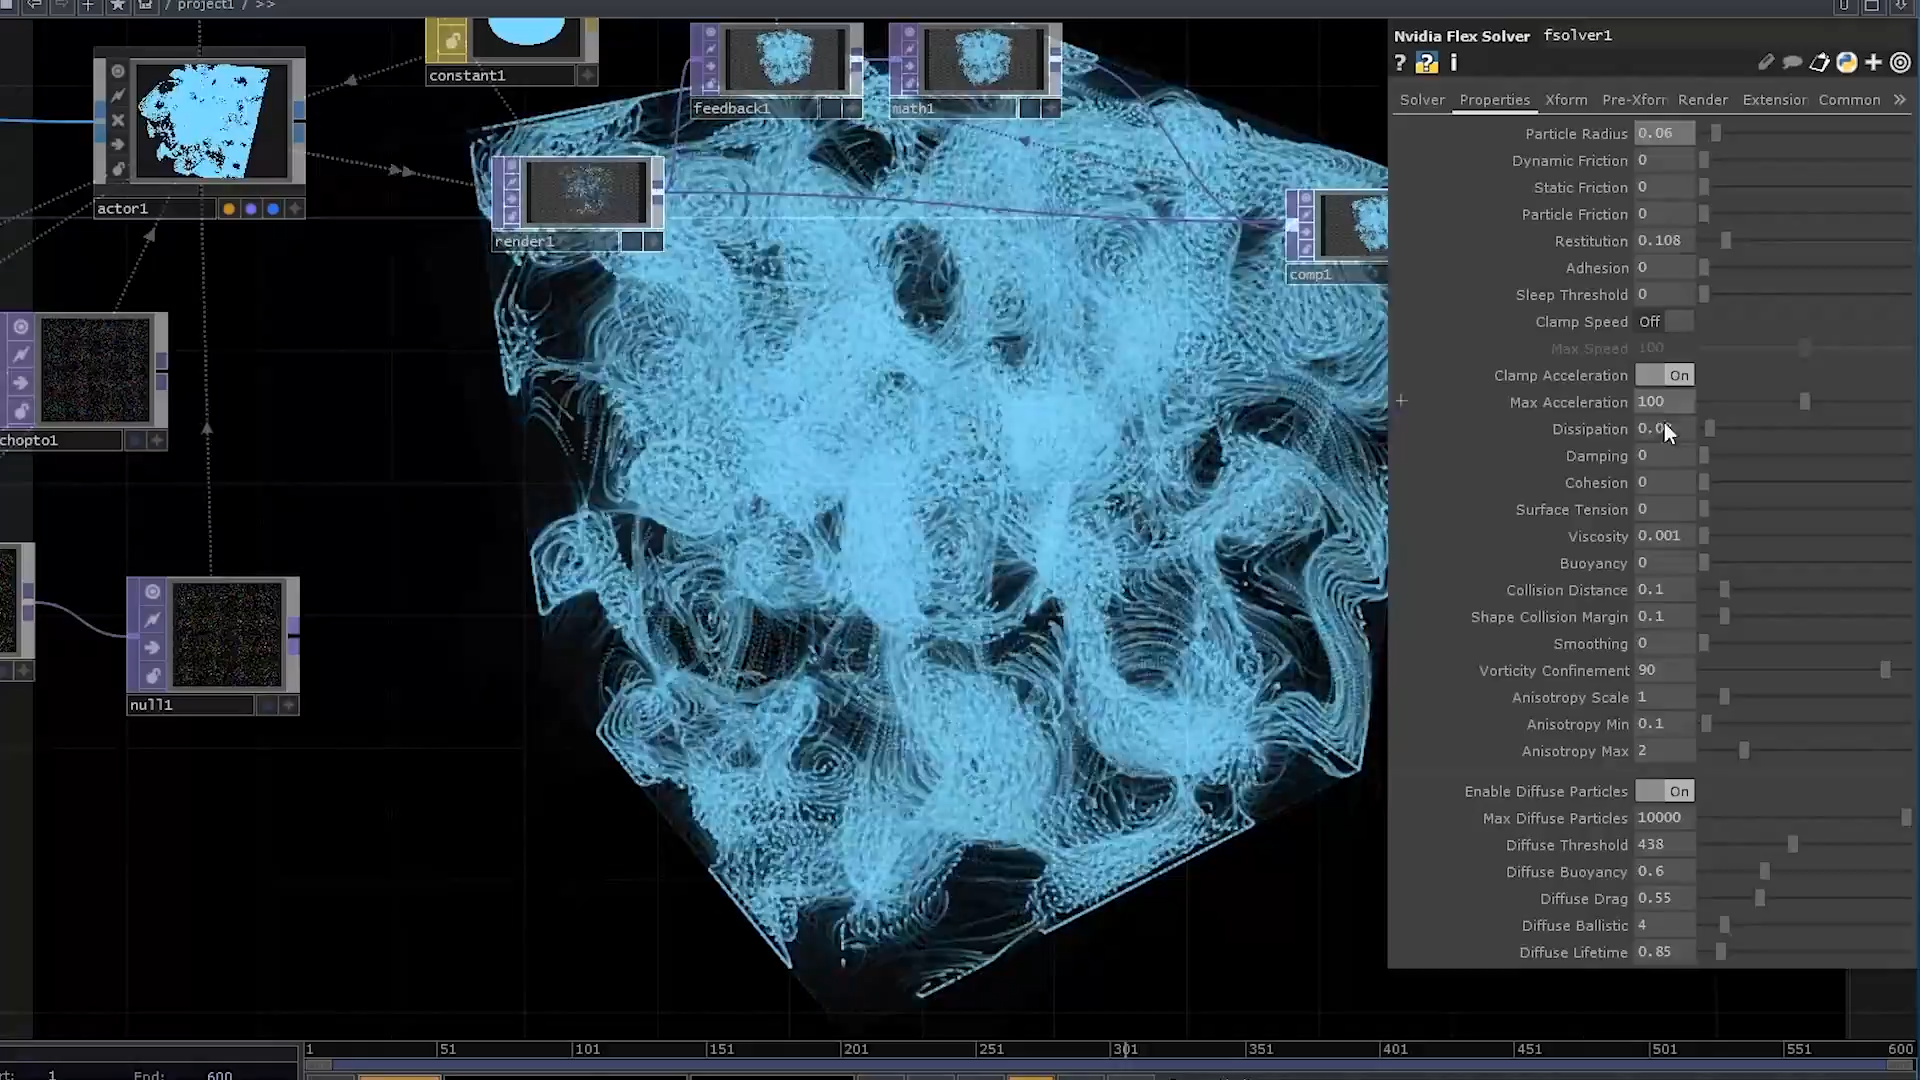 / project1 / >>
Nvidia Flex Solver fsolver1
? ? i
Solver Properties Xform Pre-Xform Render Extension Common >>
Particle Radius 0.06
Dynamic Friction 0
Static Friction 0
Particle Friction 0
Restitution 0.108
Adhesion 0
Sleep Threshold 0
Clamp Speed Off
Max Speed 100
Clamp Acceleration On
Max Acceleration 100
Dissipation
Damping 0
Cohesion 0
Surface Tension 0
Viscosity 0.001
Buoyancy 0
Collision Distance 0.1
Shape Collision Margin 0.1
Smoothing 0
Vorticity Confinement 90
Anisotropy Scale 1
Anisotropy Min 0.1
Anisotropy Max 2
Enable Diffuse Particles On
Max Diffuse Particles 10000
Diffuse Threshold 438
Diffuse Buoyancy 0.6
Diffuse Drag 0.55
Diffuse Ballistic 4
Diffuse Lifetime 0.85
constant1
feedback1
math1
actor1
render1
comp1
chopto1
null1
1 51 101 151 201 251 301 351 401 451 501 551 600
1 End: 600